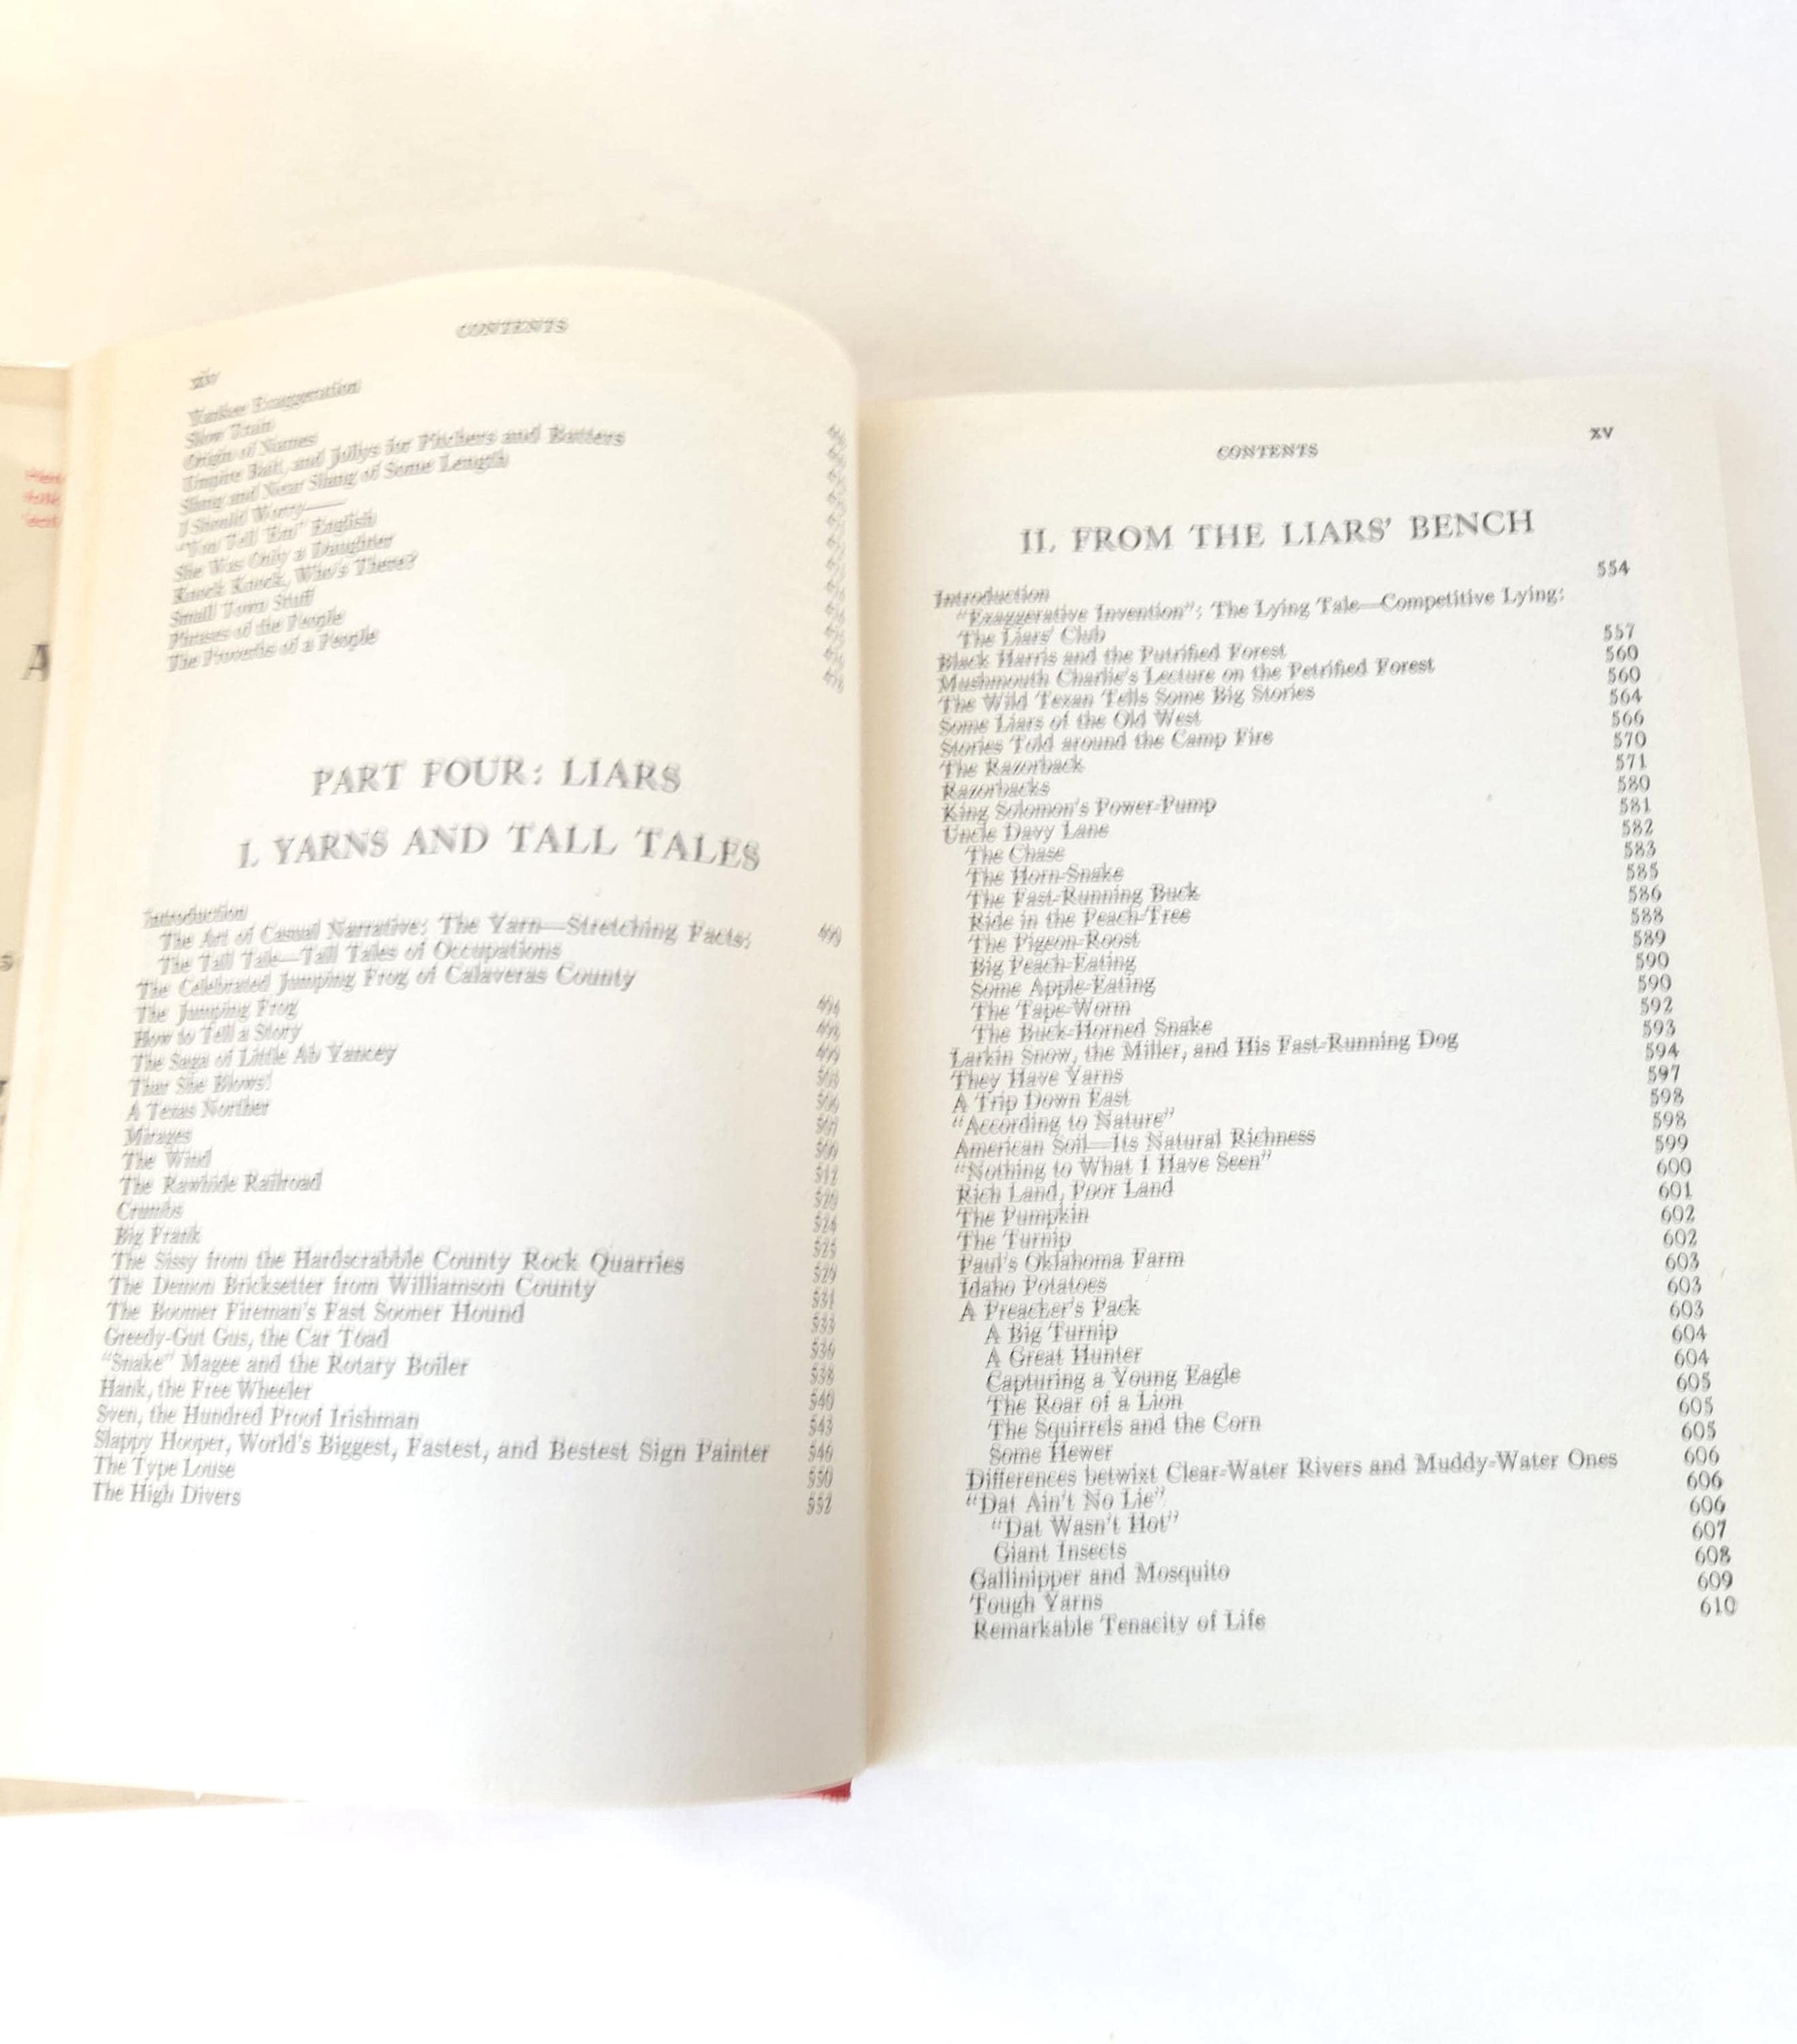 CONTENTS
xiv
Yankee Exaggeration
Slow Train
Origin of Names
Umpire Bait, and Jollys for Pitchers and Batters
Slang and Near Slang of Some Length
I Should Worry—
"You Tell 'Em" English
She Was Only a Daughter
Knock Knock, Who's There?
Small Town Stuff
Phrases of the People
The Proverbs of a People
PART FOUR: LIARS
I. YARNS AND TALL TALES
Introduction
The Art of Casual Narrative: The Yarn—Stretching Facts:
The Tall Tale—Tall Tales of Occupations
The Celebrated Jumping Frog of Calaveras County
The Jumping Frog
How to Tell a Story
The Saga of Little Ab Yancey
Thar She Blows!
A Texas Norther
Mirages
The Wind
The Rawhide Railroad
Crumbs
Big Frank
The Sissy from the Hardscrabble County Rock Quarries
The Demon Bricksetter from Williamson County
The Boomer Fireman's Fast Sooner Hound
Greedy-Gut Gus, the Car Toad
"Snake" Magee and the Rotary Boiler
Hank, the Free Wheeler 540
Sven, the Hundred Proof Irishman 543
Slappy Hooper, World's Biggest, Fastest, and Bestest Sign Painter
The Type Louse 550
The High Divers 552
CONTENTS xv
II. FROM THE LIARS' BENCH
Introduction 554
"Exaggerative Invention": The Lying Tale—Competitive Lying:
The Liars' Club
Black Harris and the Putrified Forest 557
Mushmouth Charlie's Lecture on the Petrified Forest 560
The Wild Texan Tells Some Big Stories 560
Some Liars of the Old West 564
Stories Told around the Camp Fire 566
The Razorback 570
Razorbacks 571
King Solomon's Power-Pump 580
Uncle Davy Lane 581
The Chase 582
The Horn-Snake 583
The Fast-Running Buck 585
Ride in the Peach-Tree 586
The Pigeon-Roost 588
Big Peach-Eating 589
Some Apple-Eating 590
The Tape-Worm 590
The Buck-Horned Snake 592
Larkin Snow, the Miller, and His Fast-Running Dog 593
They Have Yarns 594
A Trip Down East 597
"According to Nature" 598
American Soil—Its Natural Richness 598
"Nothing to What I Have Seen" 599
Rich Land, Poor Land 600
The Pumpkin 601
The Turnip 602
Paul's Oklahoma Farm 602
Idaho Potatoes 603
A Preacher's Pack 603
A Big Turnip 603
A Great Hunter 604
Capturing a Young Eagle 604
The Roar of a Lion 605
The Squirrels and the Corn 605
Some Hewer 605
Differences betwixt Clear-Water Rivers and Muddy-Water Ones 606
"Dat Ain't No Lie" 606
"Dat Wasn't Hot" 606
Giant Insects 607
Gallinipper and Mosquito 608
Tough Yarns 609
Remarkable Tenacity of Life 610